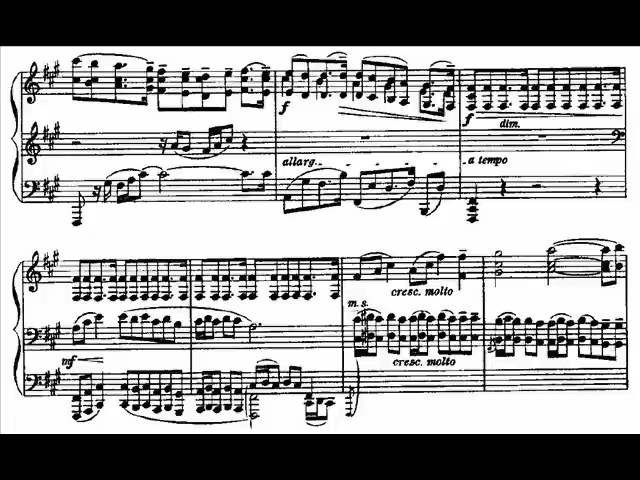 f
f
dim.
allarg.
a tempo
cresc. molto
m.s.
mf
cresc. molto